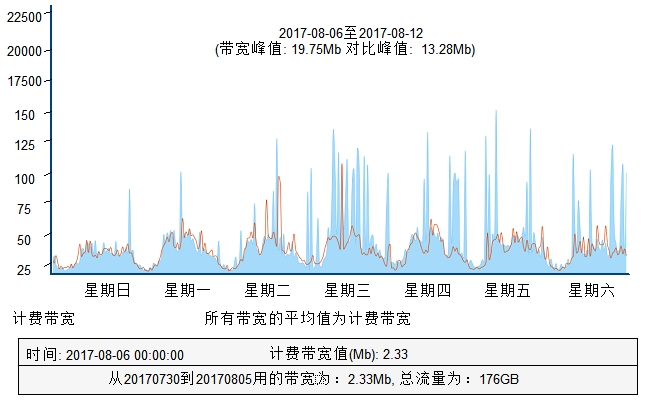 22500
20000
17500
150
125
100
75
50
25
2017-08-06至2017-08-12
(带宽峰值: 19.75Mb 对比峰值: 13.28Mb)
星期日 星期一 星期二 星期三 星期四 星期五 星期六
计费带宽 所有带宽的平均值为计费带宽
时间: 2017-08-06 00:00:00 计费带宽值(Mb): 2.33
从20170730到20170805用的带宽为：2.33Mb, 总流量为：176GB